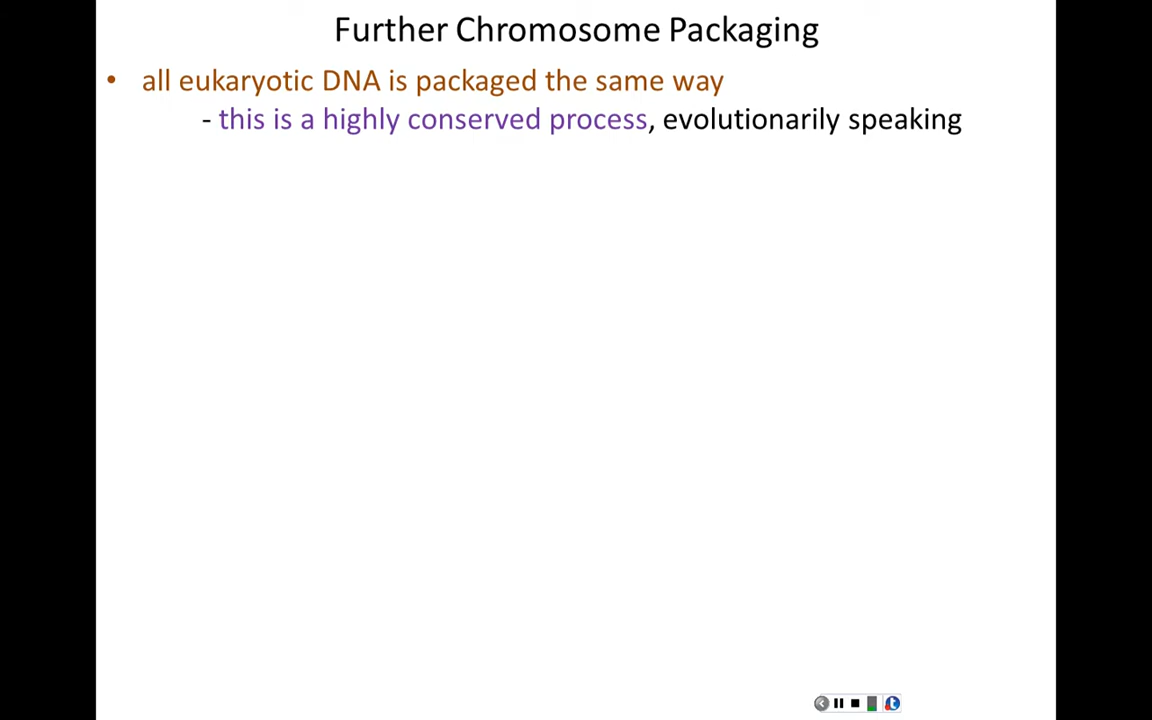 Further Chromosome Packaging
• all eukaryotic DNA is packaged the same way
- this is a highly conserved process, evolutionarily speaking